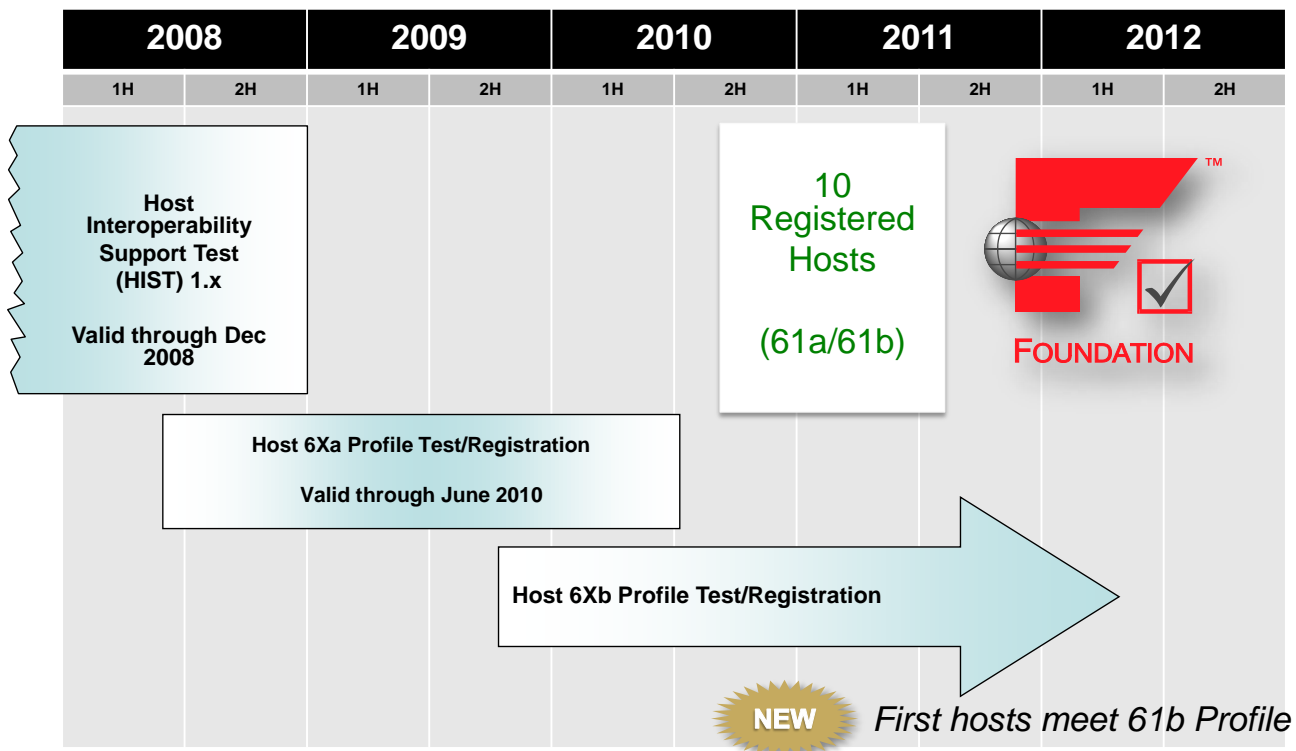 2008 2009 2010 2011 2012
1H 2H 1H 2H 1H 2H 1H 2H 1H 2H
Host
Interoperability
Support Test
(HIST) 1.x
Valid through Dec
2008
10
Registered
Hosts
(61a/61b)
TM
FOUNDATION
Host 6Xa Profile Test/Registration
Valid through June 2010
Host 6Xb Profile Test/Registration
NEW First hosts meet 61b Profile